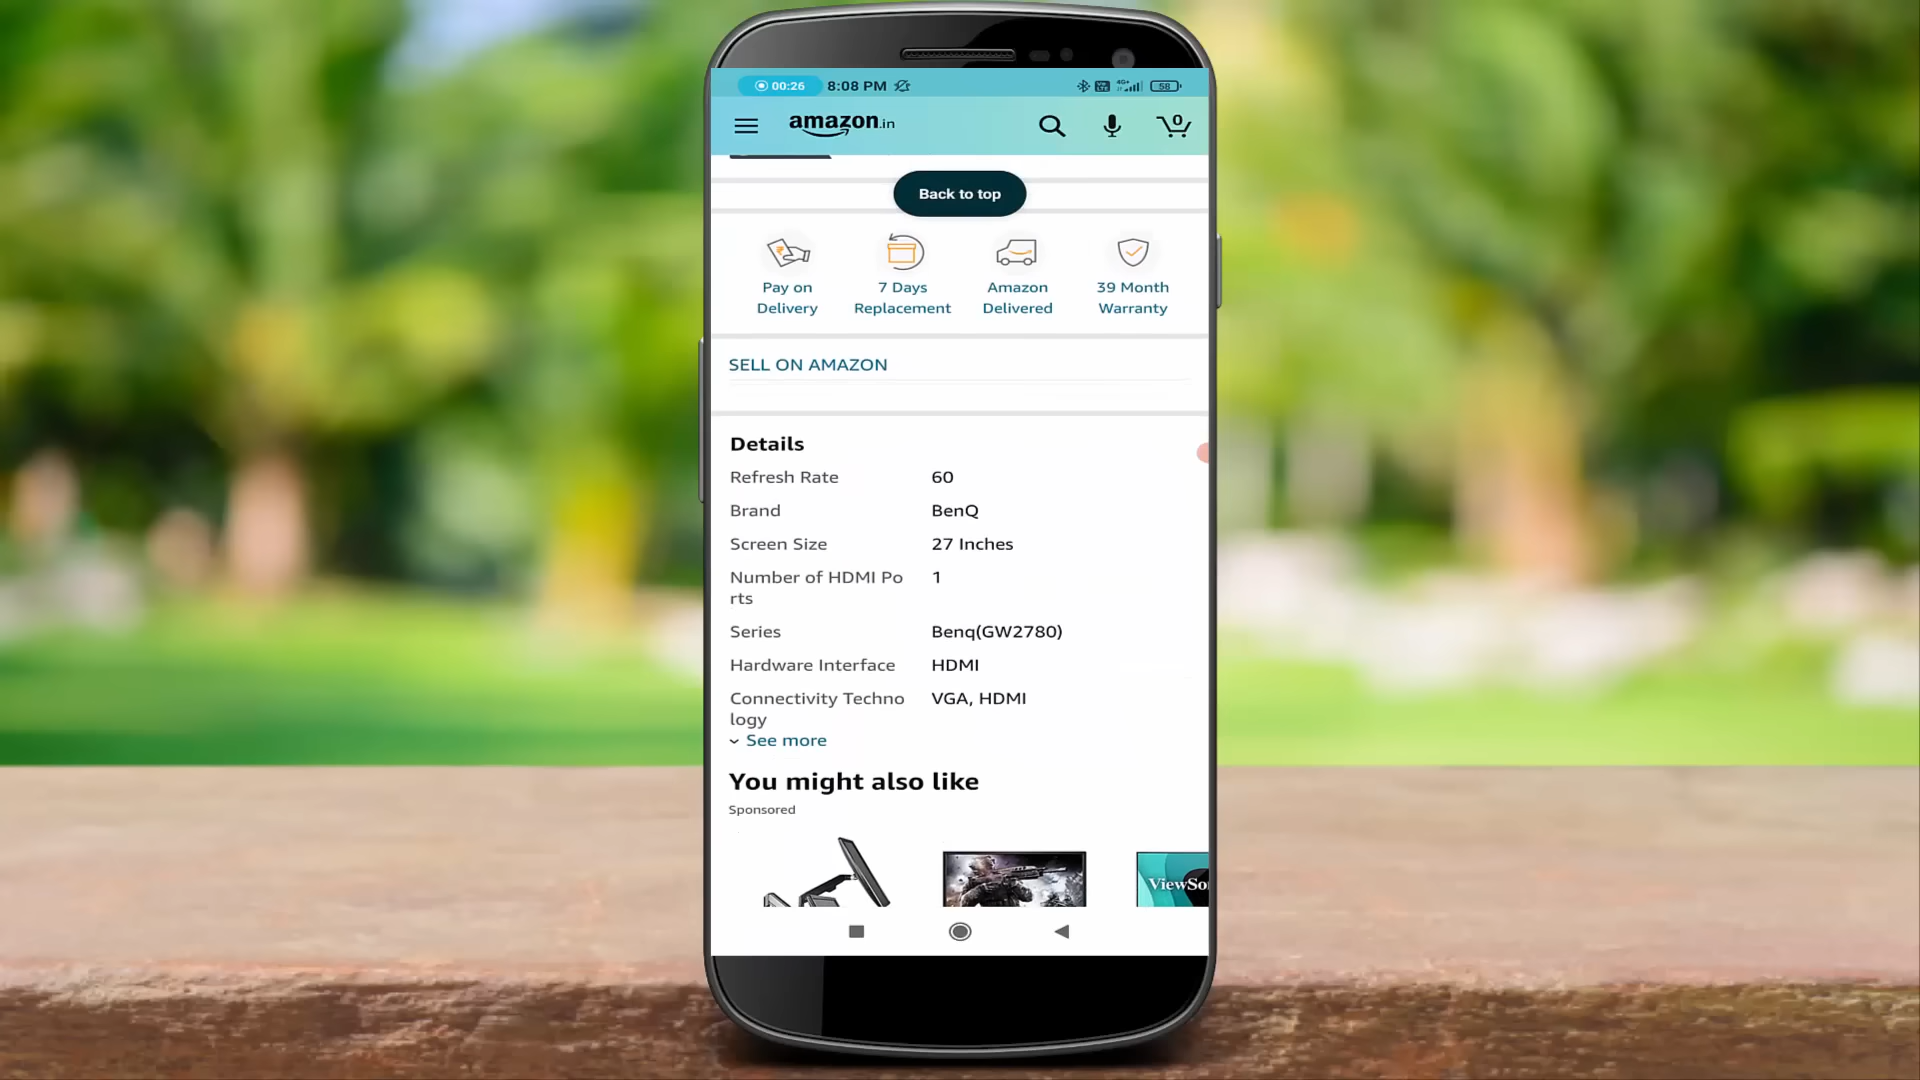 00:26 8:08 PM 4G+ 58
amazon.in 0
Back to top
Pay on Delivery
7 Days Replacement
Amazon Delivered
39 Month Warranty
SELL ON AMAZON
Details
Refresh Rate 60
Brand BenQ
Screen Size 27 Inches
Number of HDMI Po 1
rts
Series Benq(GW2780)
Hardware Interface HDMI
Connectivity Techno VGA, HDMI
logy
See more
You might also like
Sponsored
ViewSo